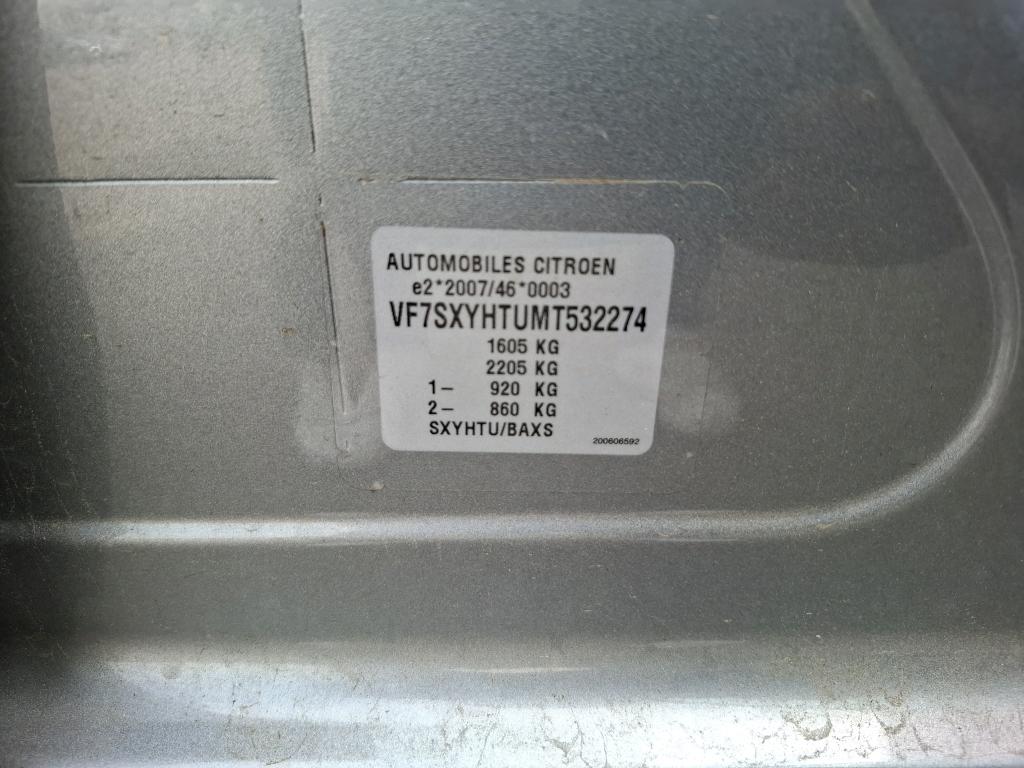 AUTOMOBILES CITROEN
e2*2007/46*0003
VF7SXYHTUMT532274
1605 KG
2205 KG
1- 920 KG
2- 860 KG
SXYHTU/BAXS
200606592